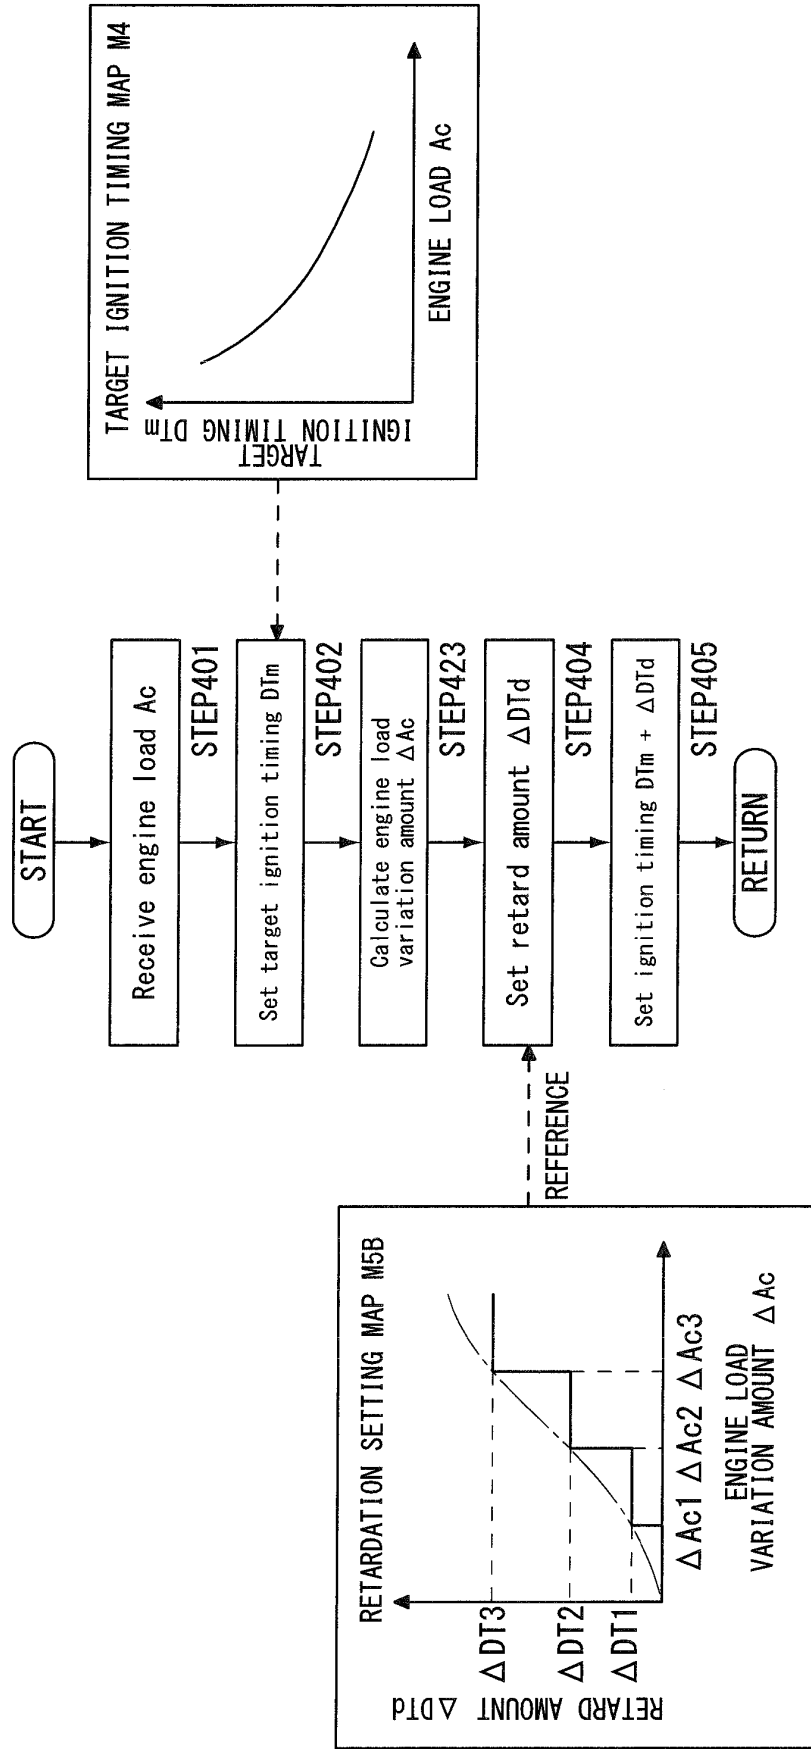 START
Receive engine load Ac
STEP401
Set target ignition timing DTm
STEP402
Calculate engine load
variation amount ΔAc
STEP423
Set retard amount ΔDTd
STEP404
Set ignition timing DTm + ΔDTd
STEP405
RETURN
TARGET IGNITION TIMING MAP M4
TARGET
IGNITION TIMING DTm
ENGINE LOAD Ac
REFERENCE
RETARDATION SETTING MAP M5B
RETARD AMOUNT ΔDTd
ΔDT3
ΔDT2
ΔDT1
ΔAc1 ΔAc2 ΔAc3
ENGINE LOAD
VARIATION AMOUNT ΔAc